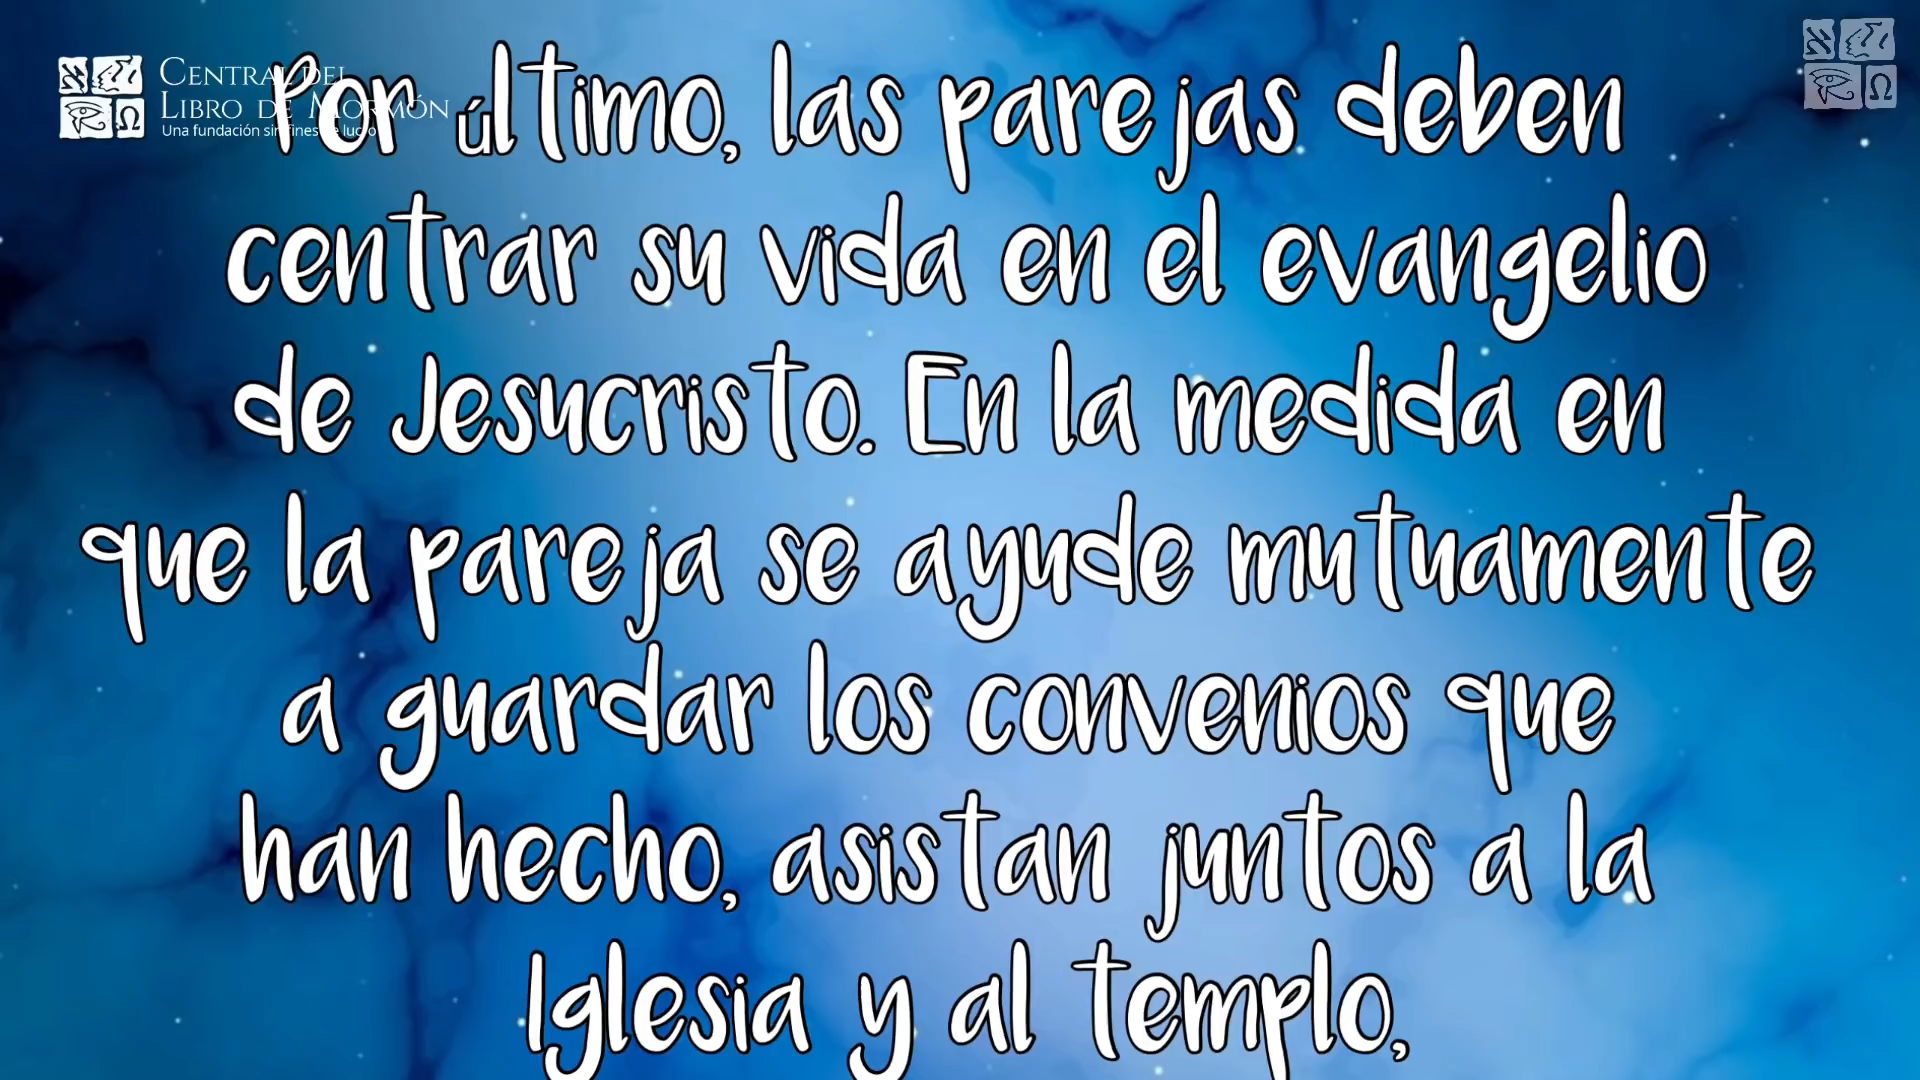 CENTRAL DEL
LIBRO DE MORMÓN
Una fundación sin fines de lucro
Por último, las parejas deben
centrar su vida en el evangelio
de Jesucristo. En la medida en
que la pareja se ayude mutuamente
a guardar los convenios que
han hecho, asistan juntos a la
Iglesia y al templo,